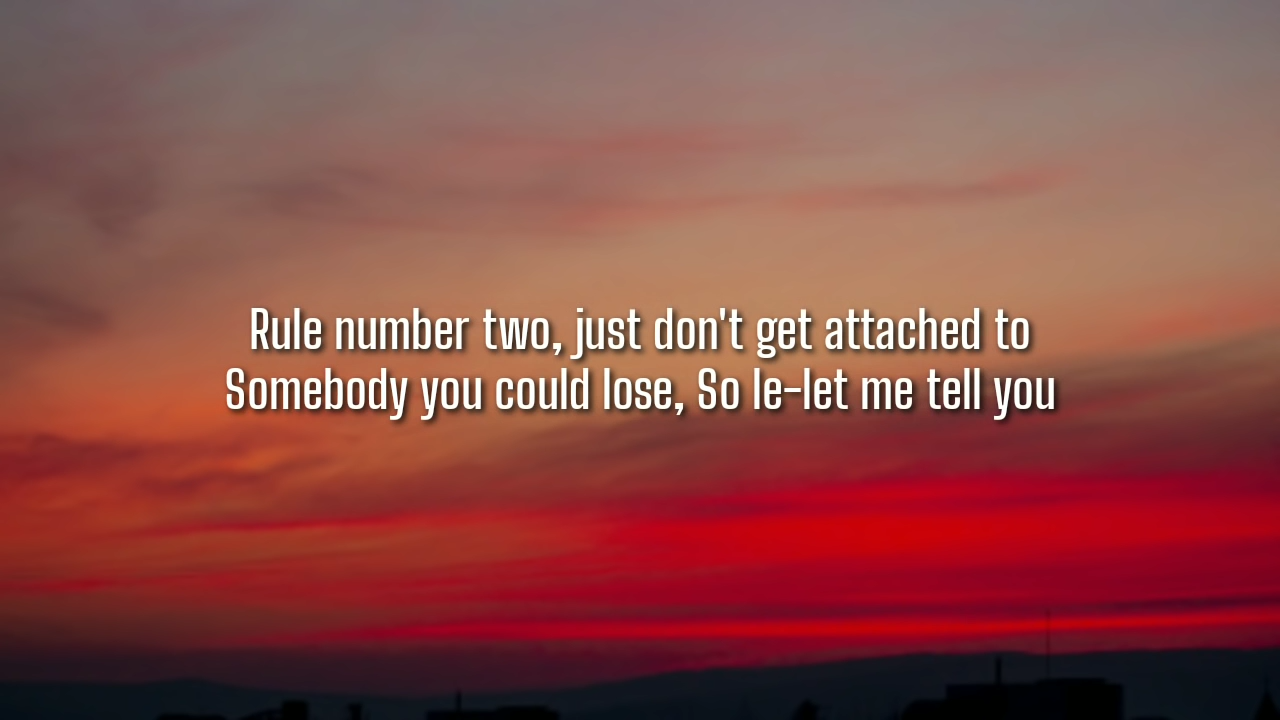 Rule number two, just don't get attached to
Somebody you could lose, So le-let me tell you